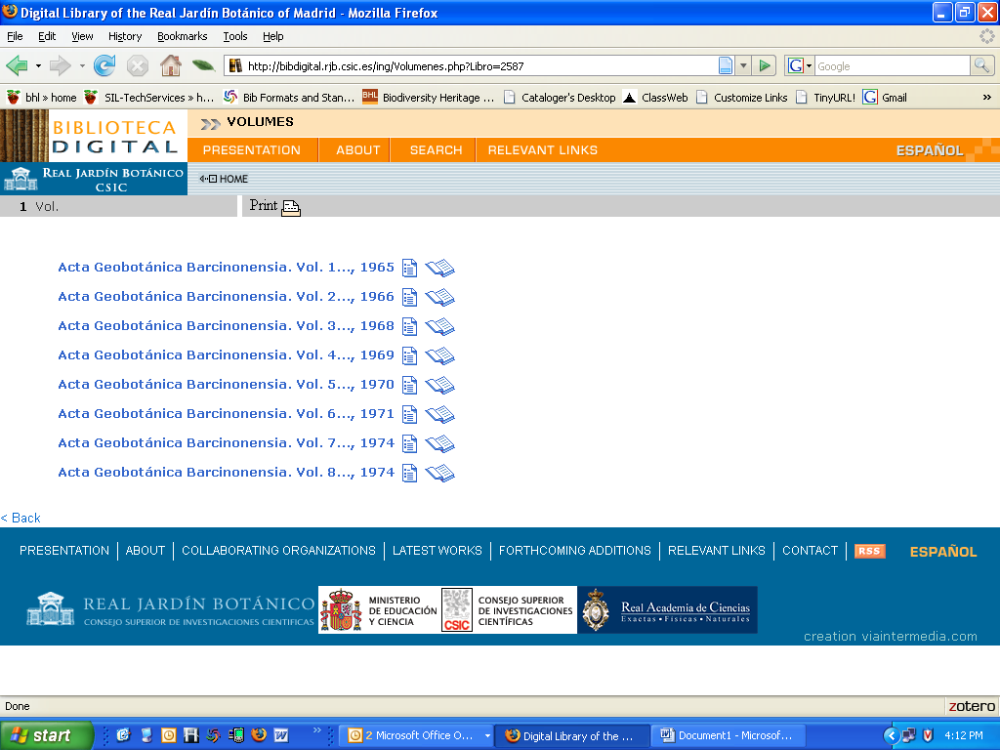 Digital Library of the Real Jardín Botánico of Madrid - Mozilla Firefox
File Edit View History Bookmarks Tools Help
http://bibdigital.rjb.csic.es/ing/Volumenes.php?Libro=2587
G Google
bhl » home SIL-TechServices » h... Bib Formats and Stan... BHL Biodiversity Heritage ... Cataloger's Desktop ClassWeb Customize Links TinyURL! G Gmail »
BIBLIOTECA
DIGITAL
VOLUMES
PRESENTATION ABOUT SEARCH RELEVANT LINKS ESPAÑOL
REAL JARDÍN BOTÁNICO
CSIC
HOME
1 Vol. Print
Acta Geobotánica Barcinonensia. Vol. 1..., 1965
Acta Geobotánica Barcinonensia. Vol. 2..., 1966
Acta Geobotánica Barcinonensia. Vol. 3..., 1968
Acta Geobotánica Barcinonensia. Vol. 4..., 1969
Acta Geobotánica Barcinonensia. Vol. 5..., 1970
Acta Geobotánica Barcinonensia. Vol. 6..., 1971
Acta Geobotánica Barcinonensia. Vol. 7..., 1974
Acta Geobotánica Barcinonensia. Vol. 8..., 1974
< Back
PRESENTATION ABOUT COLLABORATING ORGANIZATIONS LATEST WORKS FORTHCOMING ADDITIONS RELEVANT LINKS CONTACT RSS ESPAÑOL
REAL JARDÍN BOTÁNICO
CONSEJO SUPERIOR DE INVESTIGACIONES CIENTIFICAS
MINISTERIO
DE EDUCACIÓN
Y CIENCIA
CSIC
CONSEJO SUPERIOR
DE INVESTIGACIONES
CIENTÍFICAS
Real Academia de Ciencias
Exactas • Físicas • Naturales
creation viaintermedia.com
Done zotero
start » 2 Microsoft Office O... Digital Library of the ... Document1 - Microsof... 4:12 PM